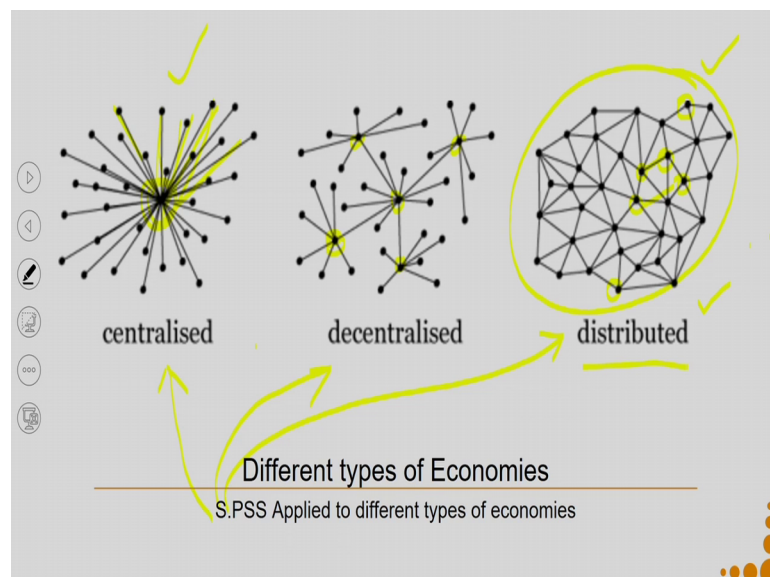 centralised decentralised distributed
Different types of Economies
S.PSS Applied to different types of economies